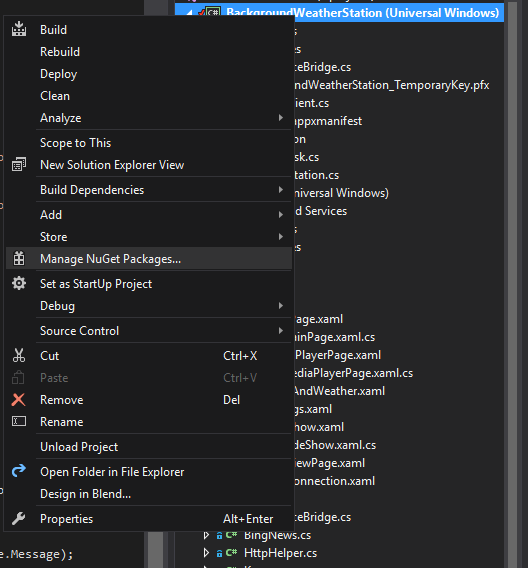 Build
Rebuild
Deploy
Clean
Analyze
Scope to This
New Solution Explorer View
Build Dependencies
Add
Store
Manage NuGet Packages...
Set as StartUp Project
Debug
Source Control
Cut Ctrl+X
Paste Ctrl+V
Remove Del
Rename
Unload Project
Open Folder in File Explorer
Design in Blend...
Properties Alt+Enter
e.Message);
C# BackgroundWeatherStation (Universal Windows)
s
ceBridge.cs
ndWeatherStation_TemporaryKey.pfx
ient.cs
appxmanifest
on
sk.cs
tation.cs
niversal Windows)
d Services
s
es
Page.xaml
ainPage.xaml.cs
PlayerPage.xaml
ediaPlayerPage.xaml.cs
AndWeather.xaml
gs.xaml
how.xaml
deShow.xaml.cs
iewPage.xaml
onnection.xaml
ceBridge.cs
C# BingNews.cs
C# HttpHelper.cs